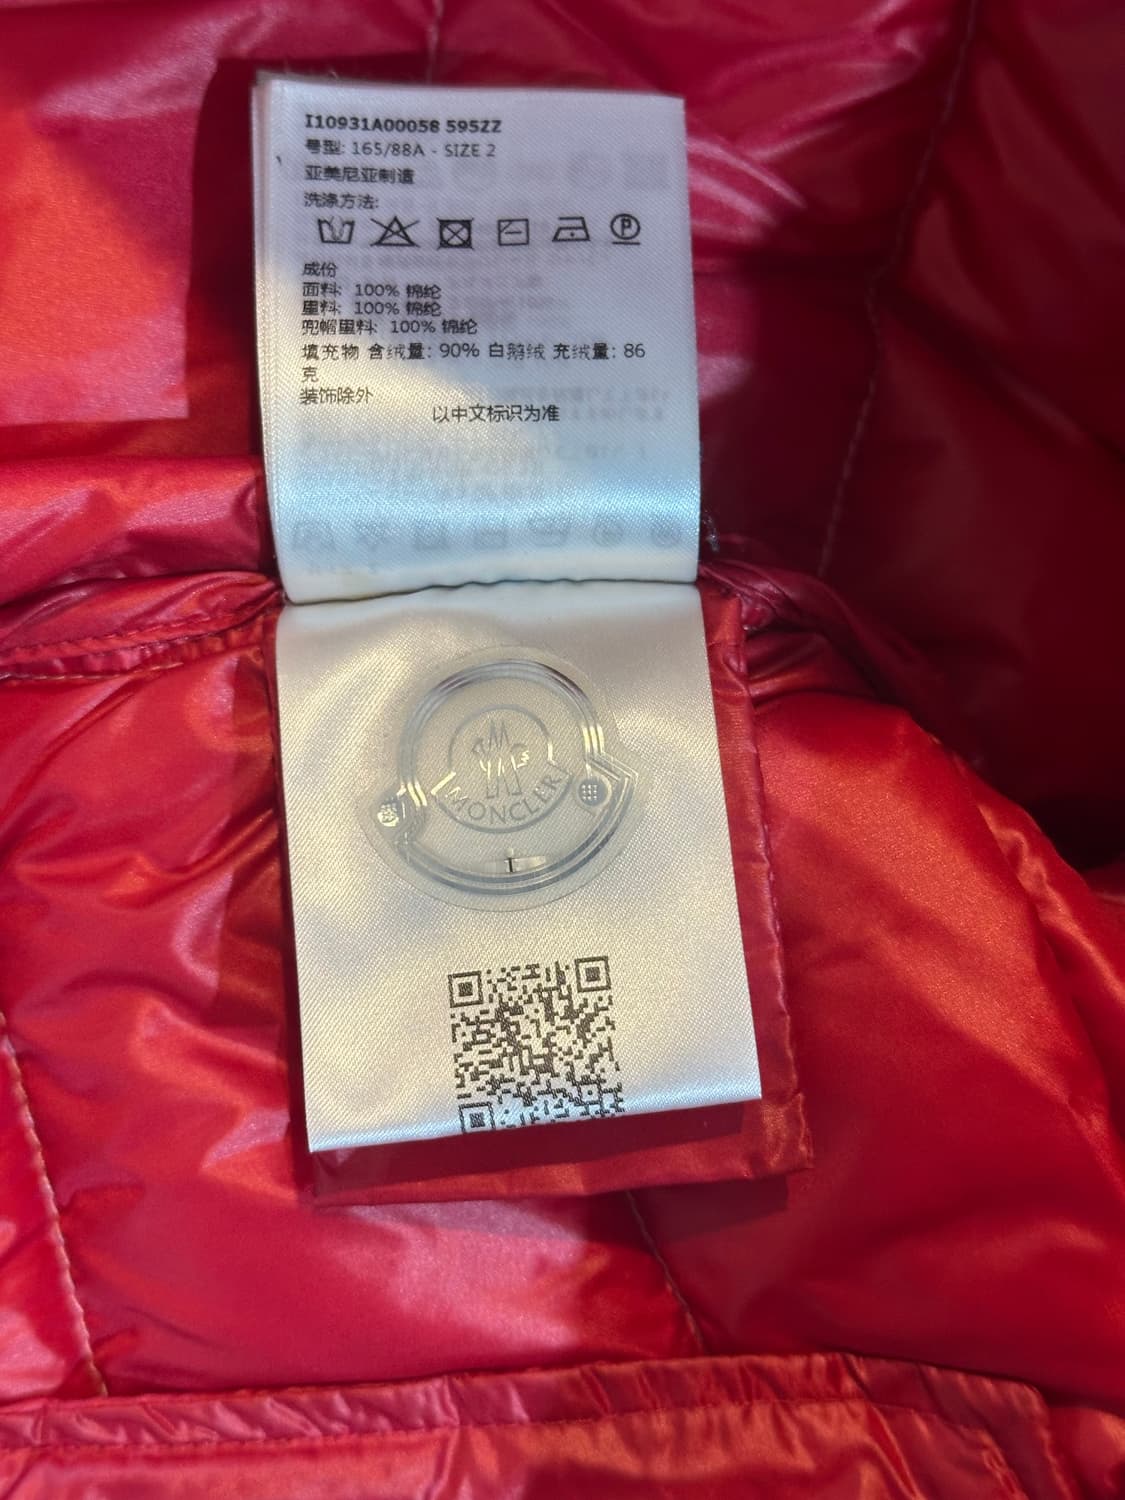 I10931A00058 595ZZ
号型: 165/88A - SIZE 2
亚美尼亚制造
洗涤方法:
P
成份
面料: 100% 锦纶
里料: 100% 锦纶
兜帽里料: 100% 锦纶
填充物 含绒量: 90% 白鹅绒 充绒量: 86
克
装饰除外
以中文标识为准
MONCLER